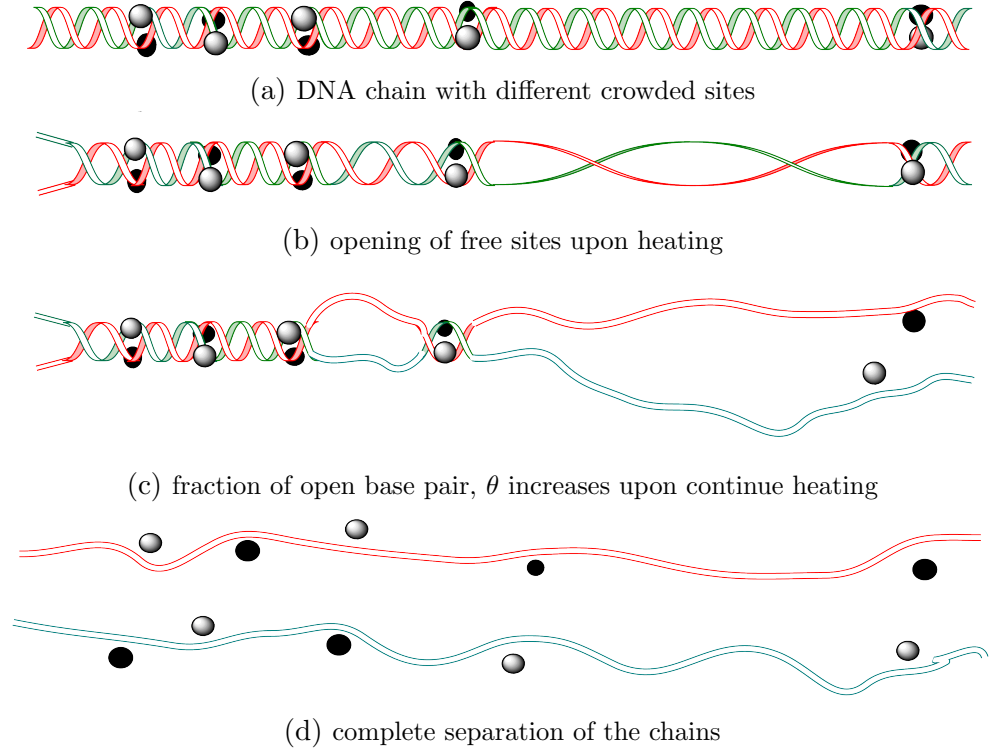 (a) DNA chain with different crowded sites
(b) opening of free sites upon heating
(c) fraction of open base pair, θ increases upon continue heating
(d) complete separation of the chains